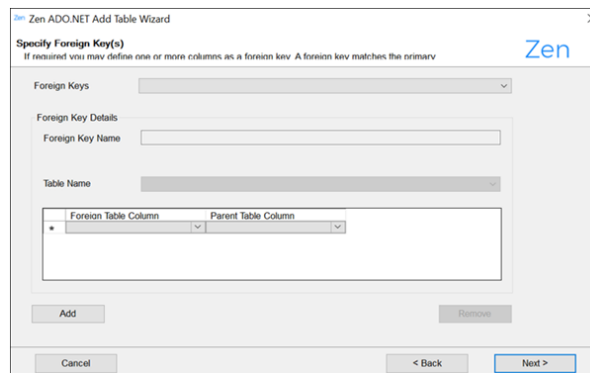 Zen Zen ADO.NET Add Table Wizard
Specify Foreign Key(s)
If required you may define one or more columns as a foreign key. A foreign key matches the primary
Zen
Foreign Keys
Foreign Key Details
Foreign Key Name
Table Name
Foreign Table Column Parent Table Column
Add Remove
Cancel < Back Next >